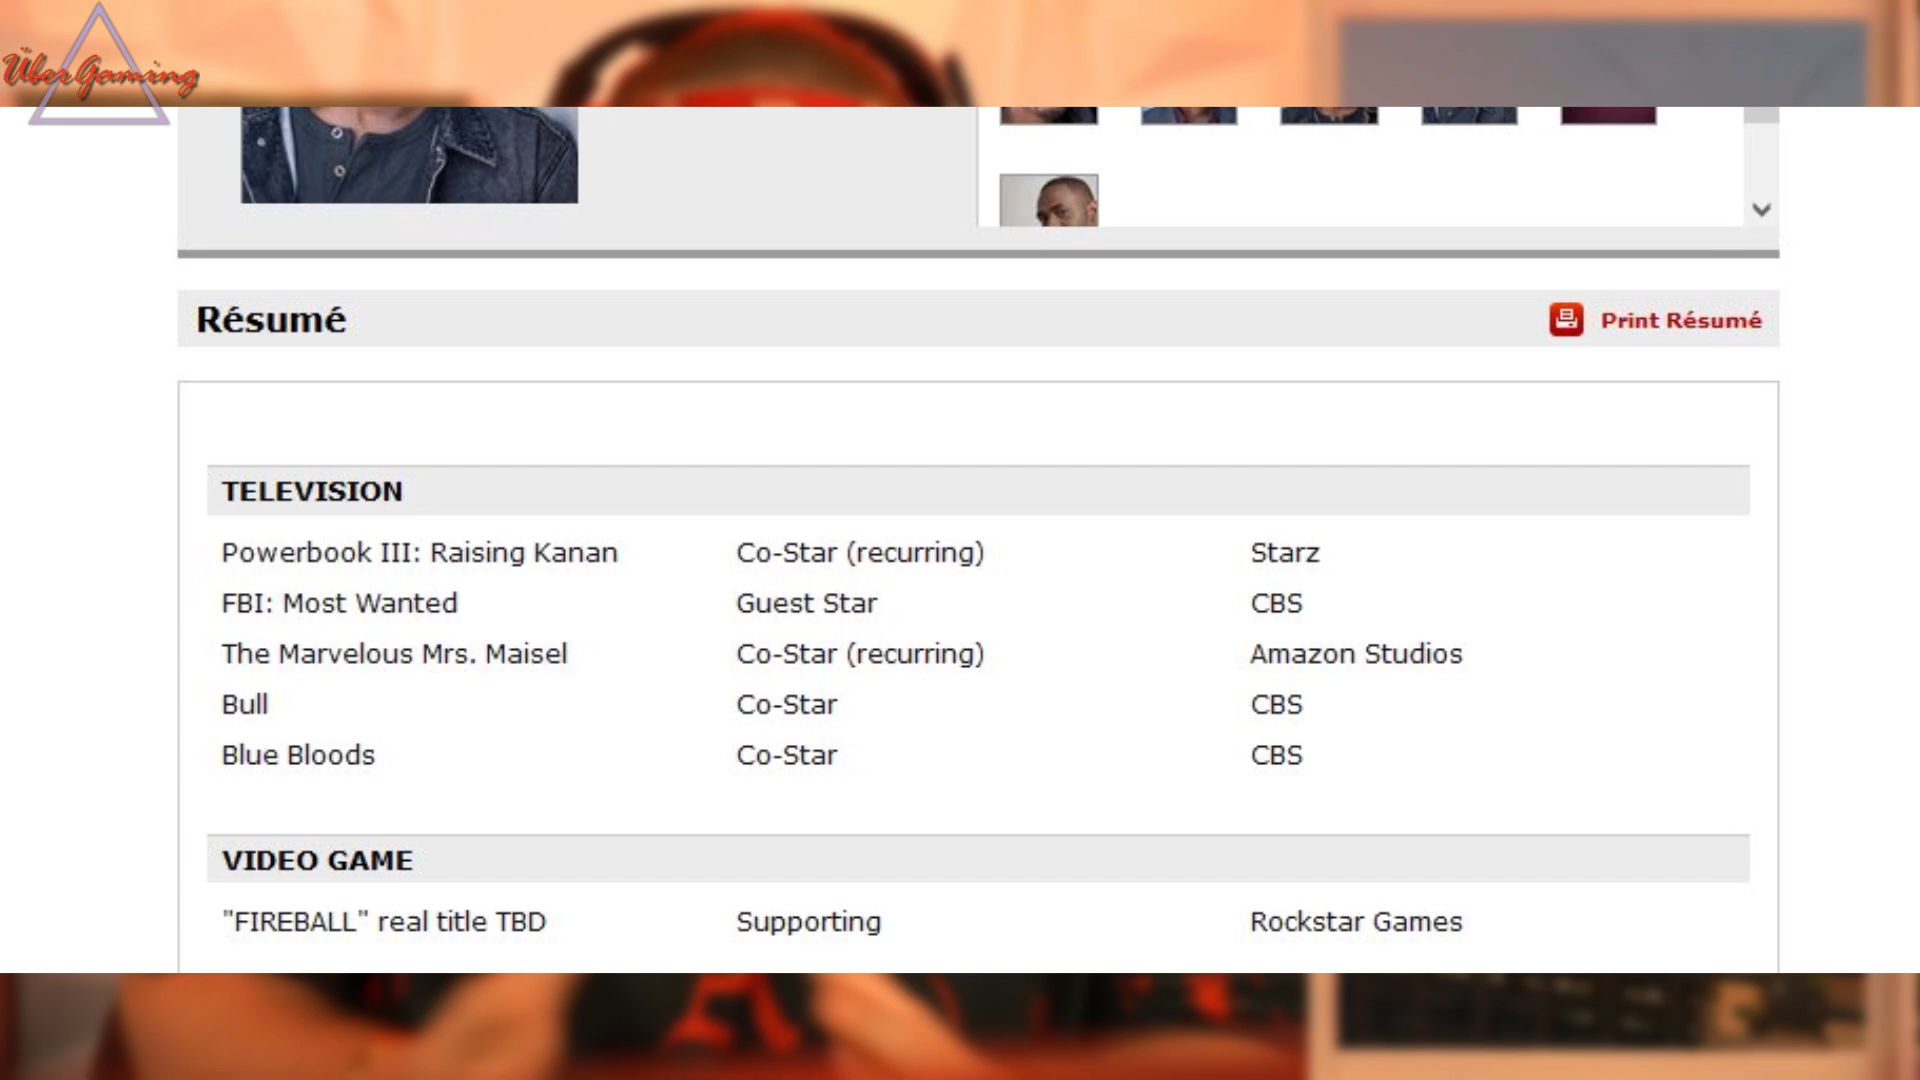 ÜberGaming
Résumé
Print Résumé
TELEVISION
Powerbook III: Raising Kanan Co-Star (recurring) Starz
FBI: Most Wanted Guest Star CBS
The Marvelous Mrs. Maisel Co-Star (recurring) Amazon Studios
Bull Co-Star CBS
Blue Bloods Co-Star CBS
VIDEO GAME
"FIREBALL" real title TBD Supporting Rockstar Games